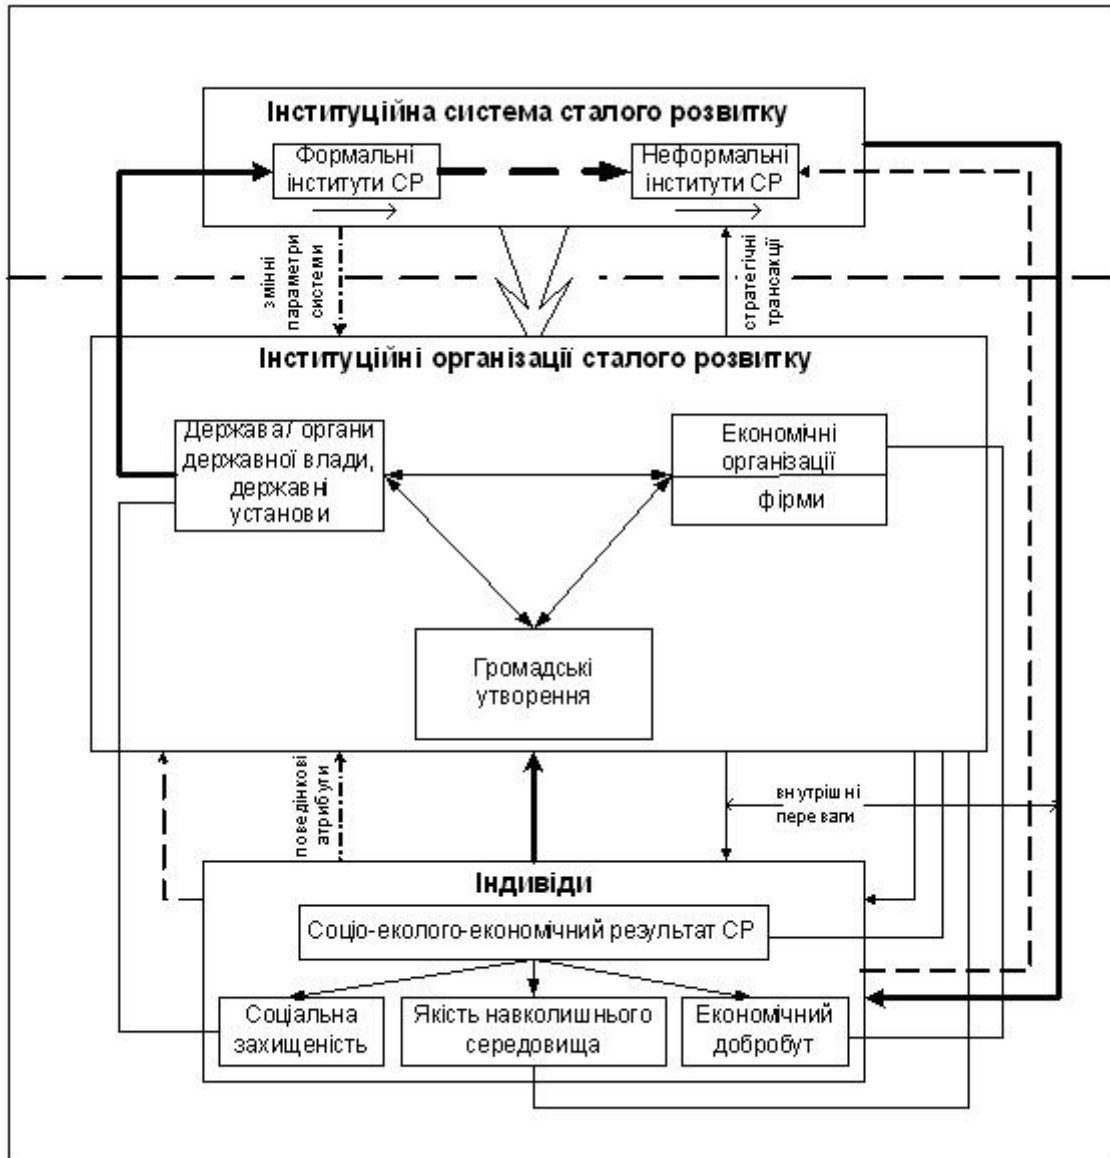 Інституційна система сталого розвитку
Формальні
інститути СР
Неформальні
інститути СР
змінні
параметри
системи
стратегічні
трансакції
Інституційні організації сталого розвитку
Держава/ органи
державної влади,
державні
установи
Економічні
організації
фірми
Громадські
утворення
поведінкові
атрибути
внутрішні
переваги
Індивіди
Соціо-еколого-економічний результат СР
Соціальна
захищеність
Якість навколишнього
середовища
Економічний
добробут